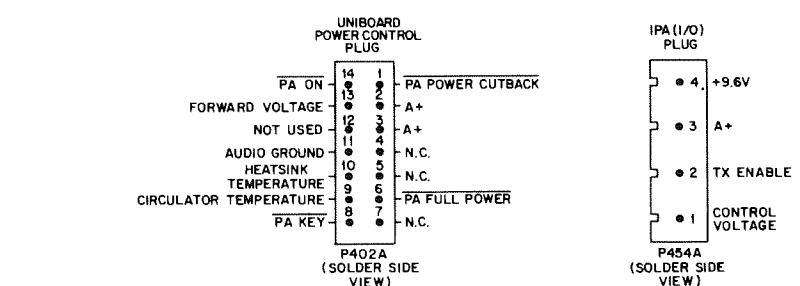 UNIBOARD
POWER CONTROL
PLUG
PA ON 14 1 PA POWER CUTBACK
FORWARD VOLTAGE 13 2 A+
NOT USED 12 3 A+
AUDIO GROUND 11 4 N.C.
HEATSINK
TEMPERATURE 10 5 N.C.
CIRCULATOR TEMPERATURE 9 6 PA FULL POWER
PA KEY 8 7 N.C.
P402A
(SOLDER SIDE
VIEW)
IPA (I/O)
PLUG
4 +9.6V
3 A+
2 TX ENABLE
1 CONTROL
VOLTAGE
P454A
(SOLDER SIDE
VIEW)